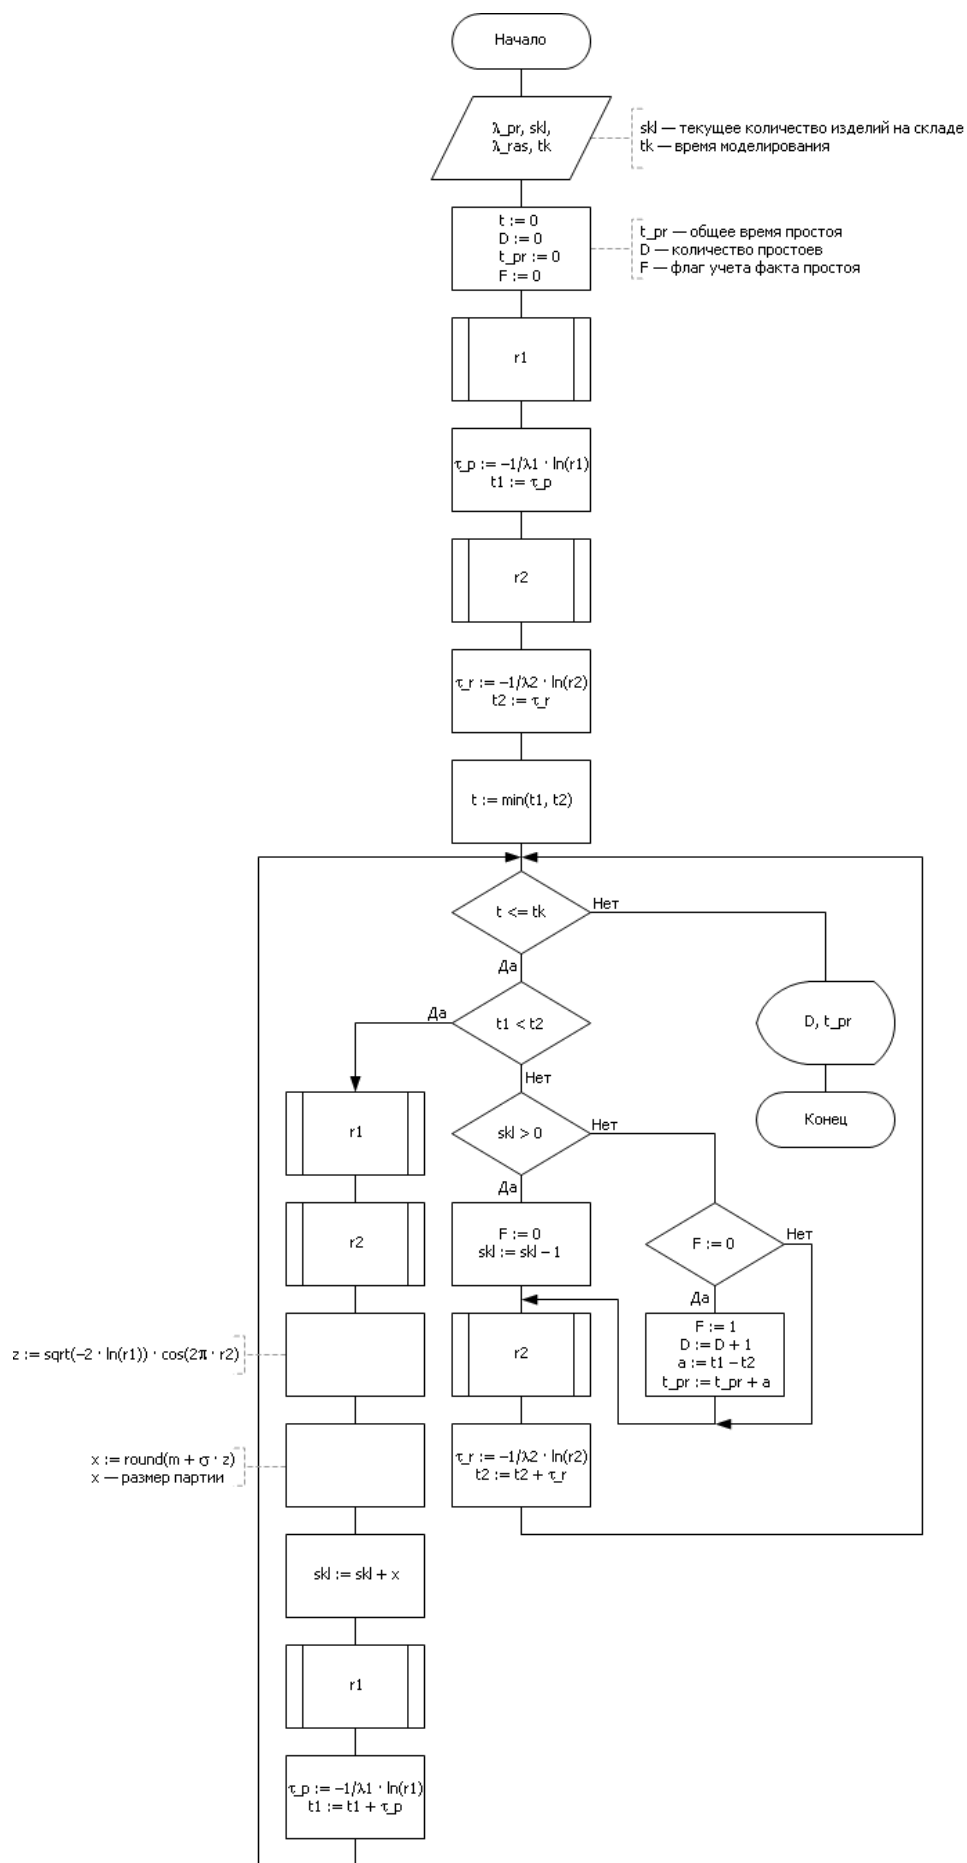 Начало
λ_pr, skl,
λ_ras, tk
skl — текущее количество изделий на складе
tk — время моделирования
t := 0
D := 0
t_pr := 0
F := 0
t_pr — общее время простоя
D — количество простоев
F — флаг учета факта простоя
r1
τ_p := −1/λ1 · ln(r1)
t1 := τ_p
r2
τ_r := −1/λ2 · ln(r2)
t2 := τ_r
t := min(t1, t2)
t <= tk
Нет
Да
t1 < t2
Да
Нет
D, t_pr
Конец
r1
skl > 0
Нет
Да
r2
F := 0
skl := skl − 1
F := 0
Нет
Да
z := sqrt(−2 · ln(r1)) · cos(2π · r2)
r2
F := 1
D := D + 1
a := t1 − t2
t_pr := t_pr + a
x := round(m + σ · z)
x — размер партии
τ_r := −1/λ2 · ln(r2)
t2 := t2 + τ_r
skl := skl + x
r1
τ_p := −1/λ1 · ln(r1)
t1 := t1 + τ_p